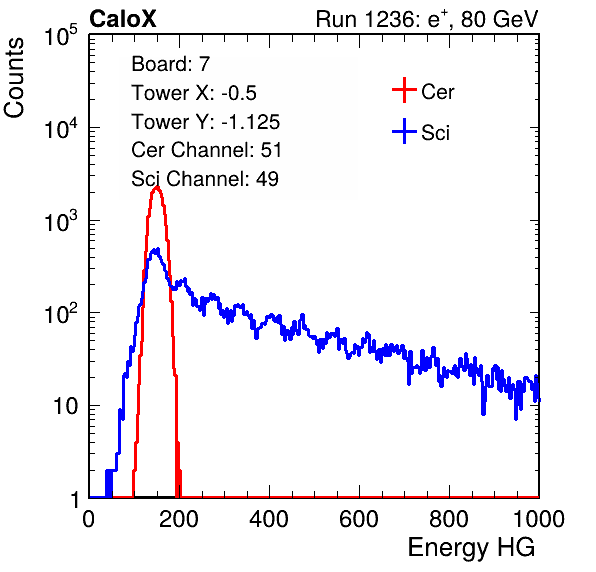 CaloX Run 1236: e⁺, 80 GeV
Counts
Board: 7
Tower X: -0.5
Tower Y: -1.125
Cer Channel: 51
Sci Channel: 49
Cer
Sci
10⁵
10⁴
10³
10²
10
1
0 200 400 600 800 1000
Energy HG